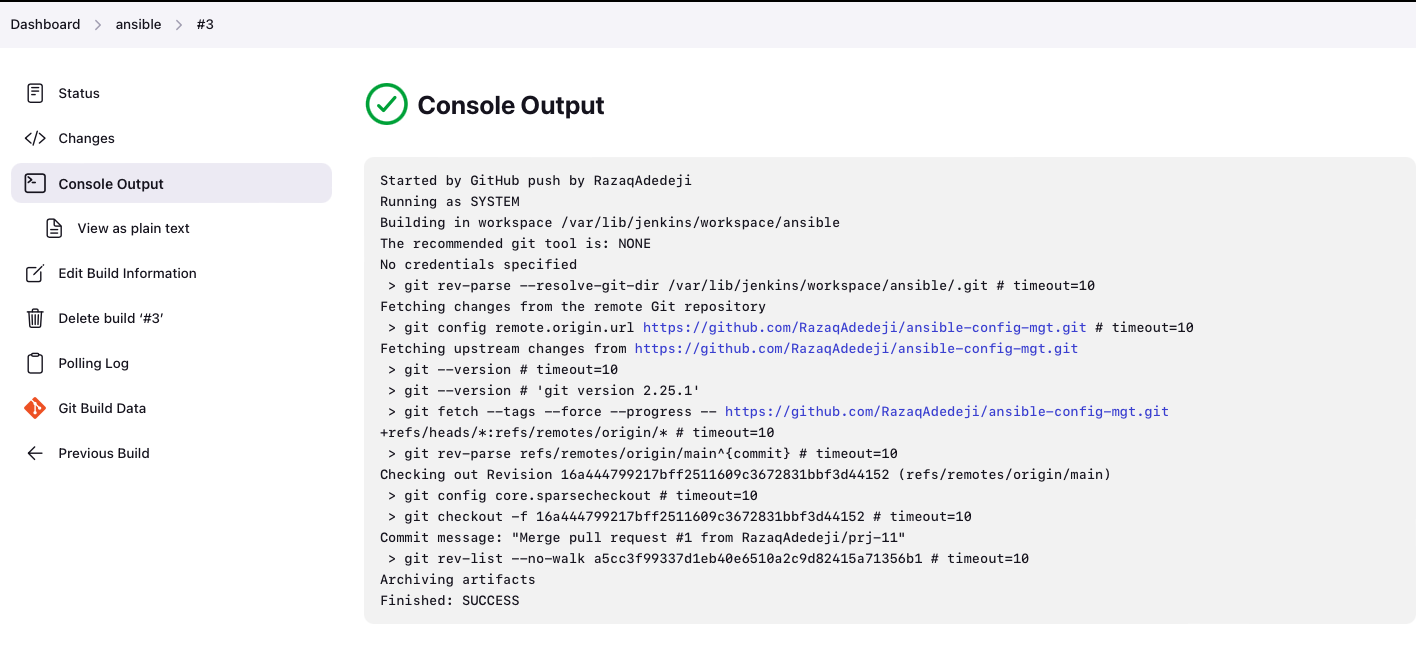 Dashboard > ansible > #3
Status
Changes
Console Output
View as plain text
Edit Build Information
Delete build ‘#3’
Polling Log
Git Build Data
Previous Build
Console Output
Started by GitHub push by RazaqAdedeji
Running as SYSTEM
Building in workspace /var/lib/jenkins/workspace/ansible
The recommended git tool is: NONE
No credentials specified
 > git rev-parse --resolve-git-dir /var/lib/jenkins/workspace/ansible/.git # timeout=10
Fetching changes from the remote Git repository
 > git config remote.origin.url https://github.com/RazaqAdedeji/ansible-config-mgt.git # timeout=10
Fetching upstream changes from https://github.com/RazaqAdedeji/ansible-config-mgt.git
 > git --version # timeout=10
 > git --version # 'git version 2.25.1'
 > git fetch --tags --force --progress -- https://github.com/RazaqAdedeji/ansible-config-mgt.git
+refs/heads/*:refs/remotes/origin/* # timeout=10
 > git rev-parse refs/remotes/origin/main^{commit} # timeout=10
Checking out Revision 16a444799217bff2511609c3672831bbf3d44152 (refs/remotes/origin/main)
 > git config core.sparsecheckout # timeout=10
 > git checkout -f 16a444799217bff2511609c3672831bbf3d44152 # timeout=10
Commit message: "Merge pull request #1 from RazaqAdedeji/prj-11"
 > git rev-list --no-walk a5cc3f99337d1eb40e6510a2c9d82415a71356b1 # timeout=10
Archiving artifacts
Finished: SUCCESS